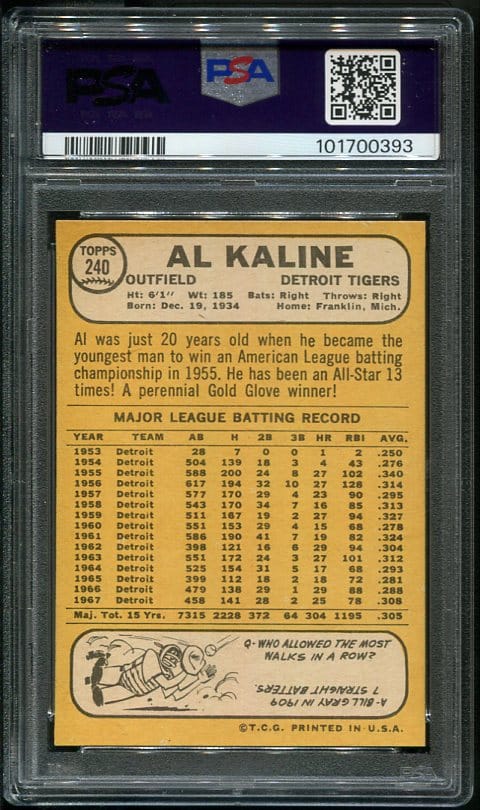 PSA
PSA
101700393
TOPPS
240
AL KALINE
OUTFIELD DETROIT TIGERS
Ht: 6'1" Wt: 185 Bats: Right Throws: Right
Born: Dec. 19, 1934 Home: Franklin, Mich.
Al was just 20 years old when he became the
youngest man to win an American League batting
championship in 1955. He has been an All-Star 13
times! A perennial Gold Glove winner!
MAJOR LEAGUE BATTING RECORD
YEAR TEAM AB H 2B 3B HR RBI AVG.
1953 Detroit 28 7 0 0 1 2 .250
1954 Detroit 504 139 18 3 4 43 .276
1955 Detroit 588 200 24 8 27 102 .340
1956 Detroit 617 194 32 10 27 128 .314
1957 Detroit 577 170 29 4 23 90 .295
1958 Detroit 543 170 34 7 16 85 .313
1959 Detroit 511 167 19 2 27 94 .327
1960 Detroit 551 153 29 4 15 68 .278
1961 Detroit 586 190 41 7 19 82 .324
1962 Detroit 398 121 16 6 29 94 .304
1963 Detroit 551 172 24 3 27 101 .312
1964 Detroit 525 154 31 5 17 68 .293
1965 Detroit 399 112 18 2 18 72 .281
1966 Detroit 479 138 29 1 29 88 .288
1967 Detroit 458 141 28 2 25 78 .308
Maj. Tot. 15 Yrs. 7315 2228 372 64 304 1195 .305
Q-WHO ALLOWED THE MOST
WALKS IN A ROW?
A-BILL GRAY IN 1909
7 STRAIGHT BATTERS.
©T.C.G. PRINTED IN U.S.A.